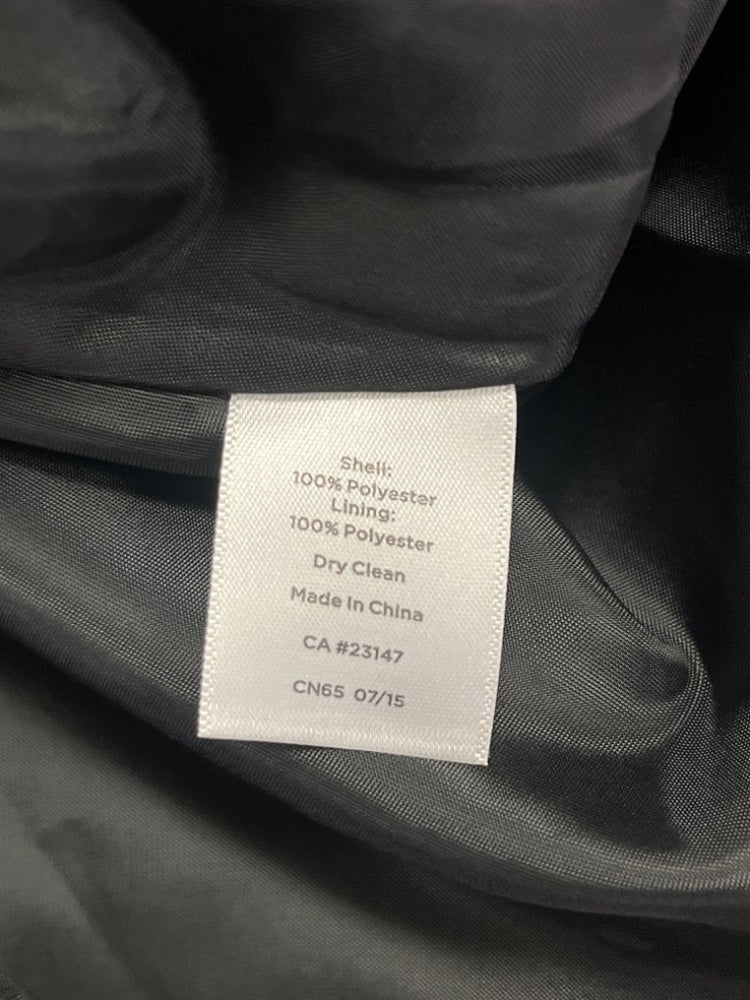 Shell:
100% Polyester
Lining:
100% Polyester
Dry Clean
Made In China
CA #23147
CN65 07/15